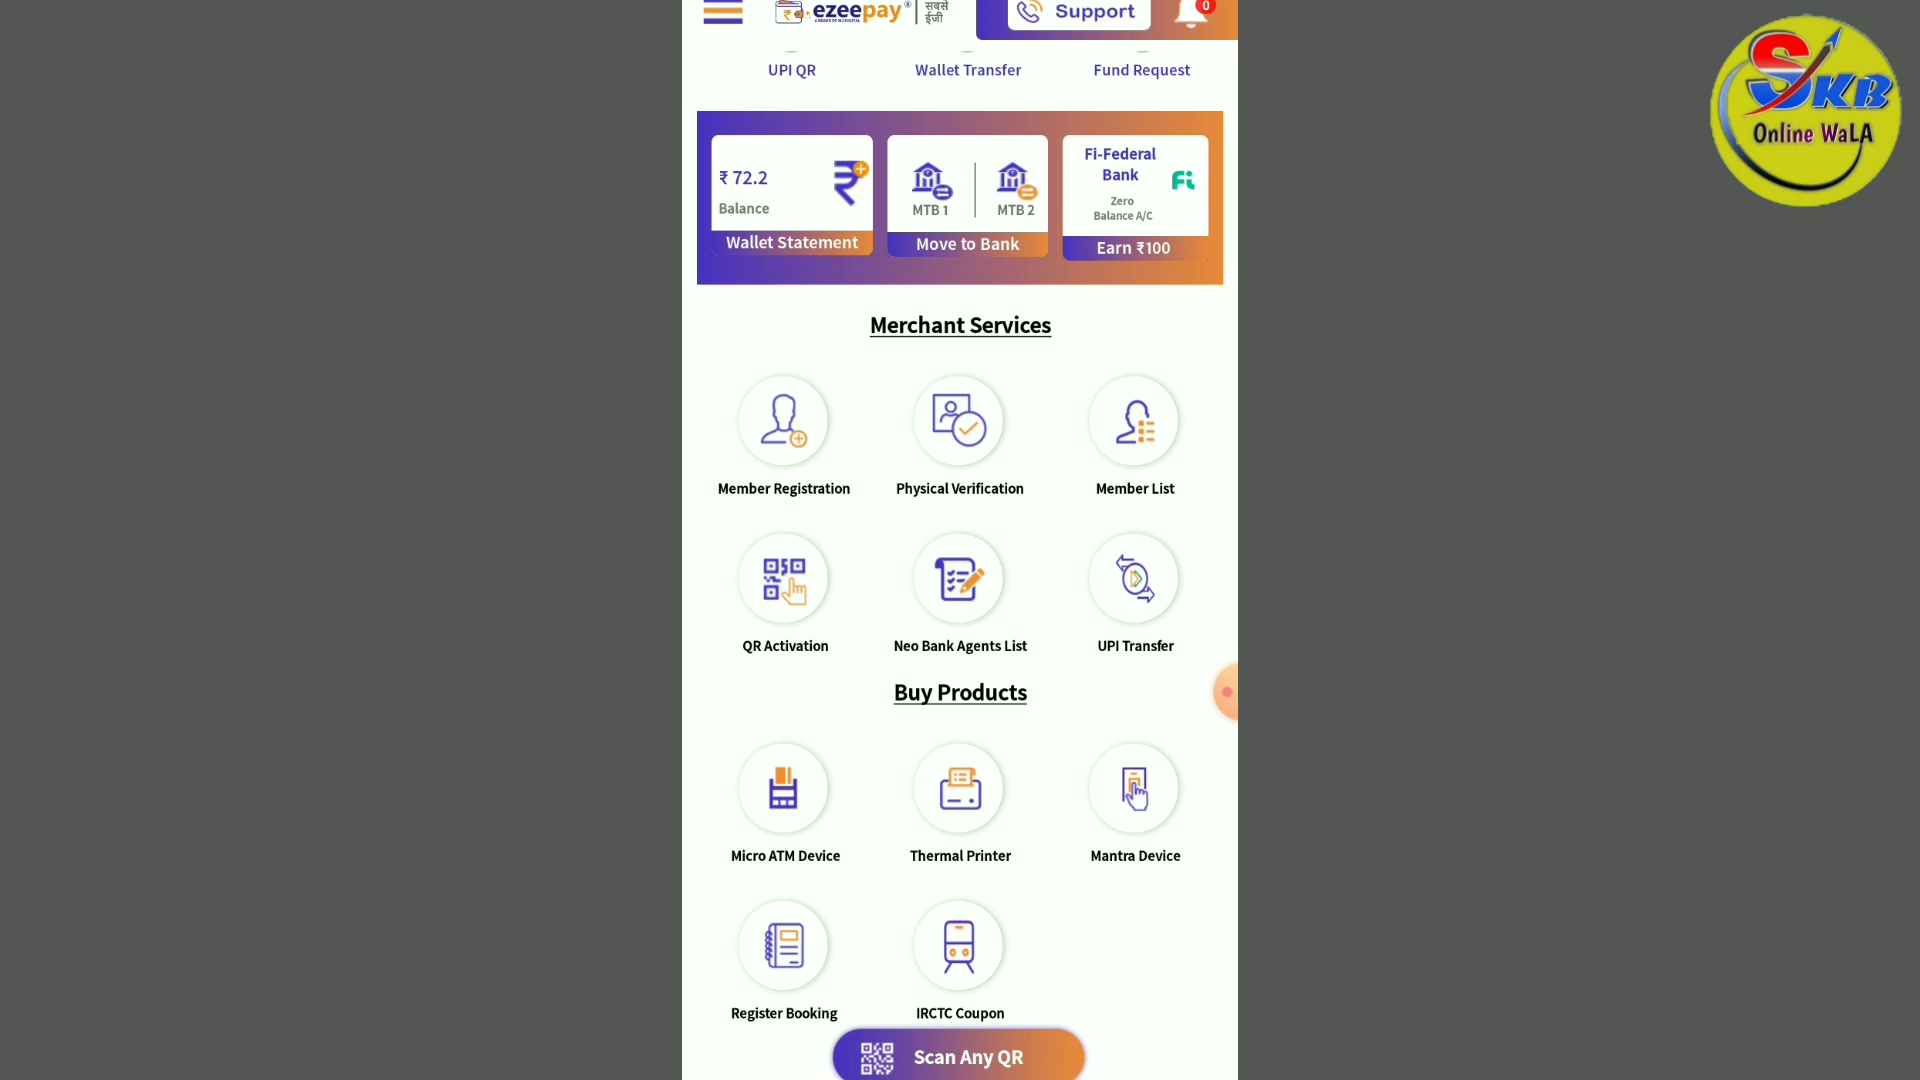 ezeepay®
सबसे
ईजी
Support
0
UPI QR
Wallet Transfer
Fund Request
₹ 72.2
Balance
Wallet Statement
MTB 1
MTB 2
Move to Bank
Fi-Federal
Bank
Fi
Zero
Balance A/C
Earn ₹100
Merchant Services
Member Registration
Physical Verification
Member List
QR Activation
Neo Bank Agents List
UPI Transfer
Buy Products
Micro ATM Device
Thermal Printer
Mantra Device
Register Booking
IRCTC Coupon
Scan Any QR
SKB
Online WaLA